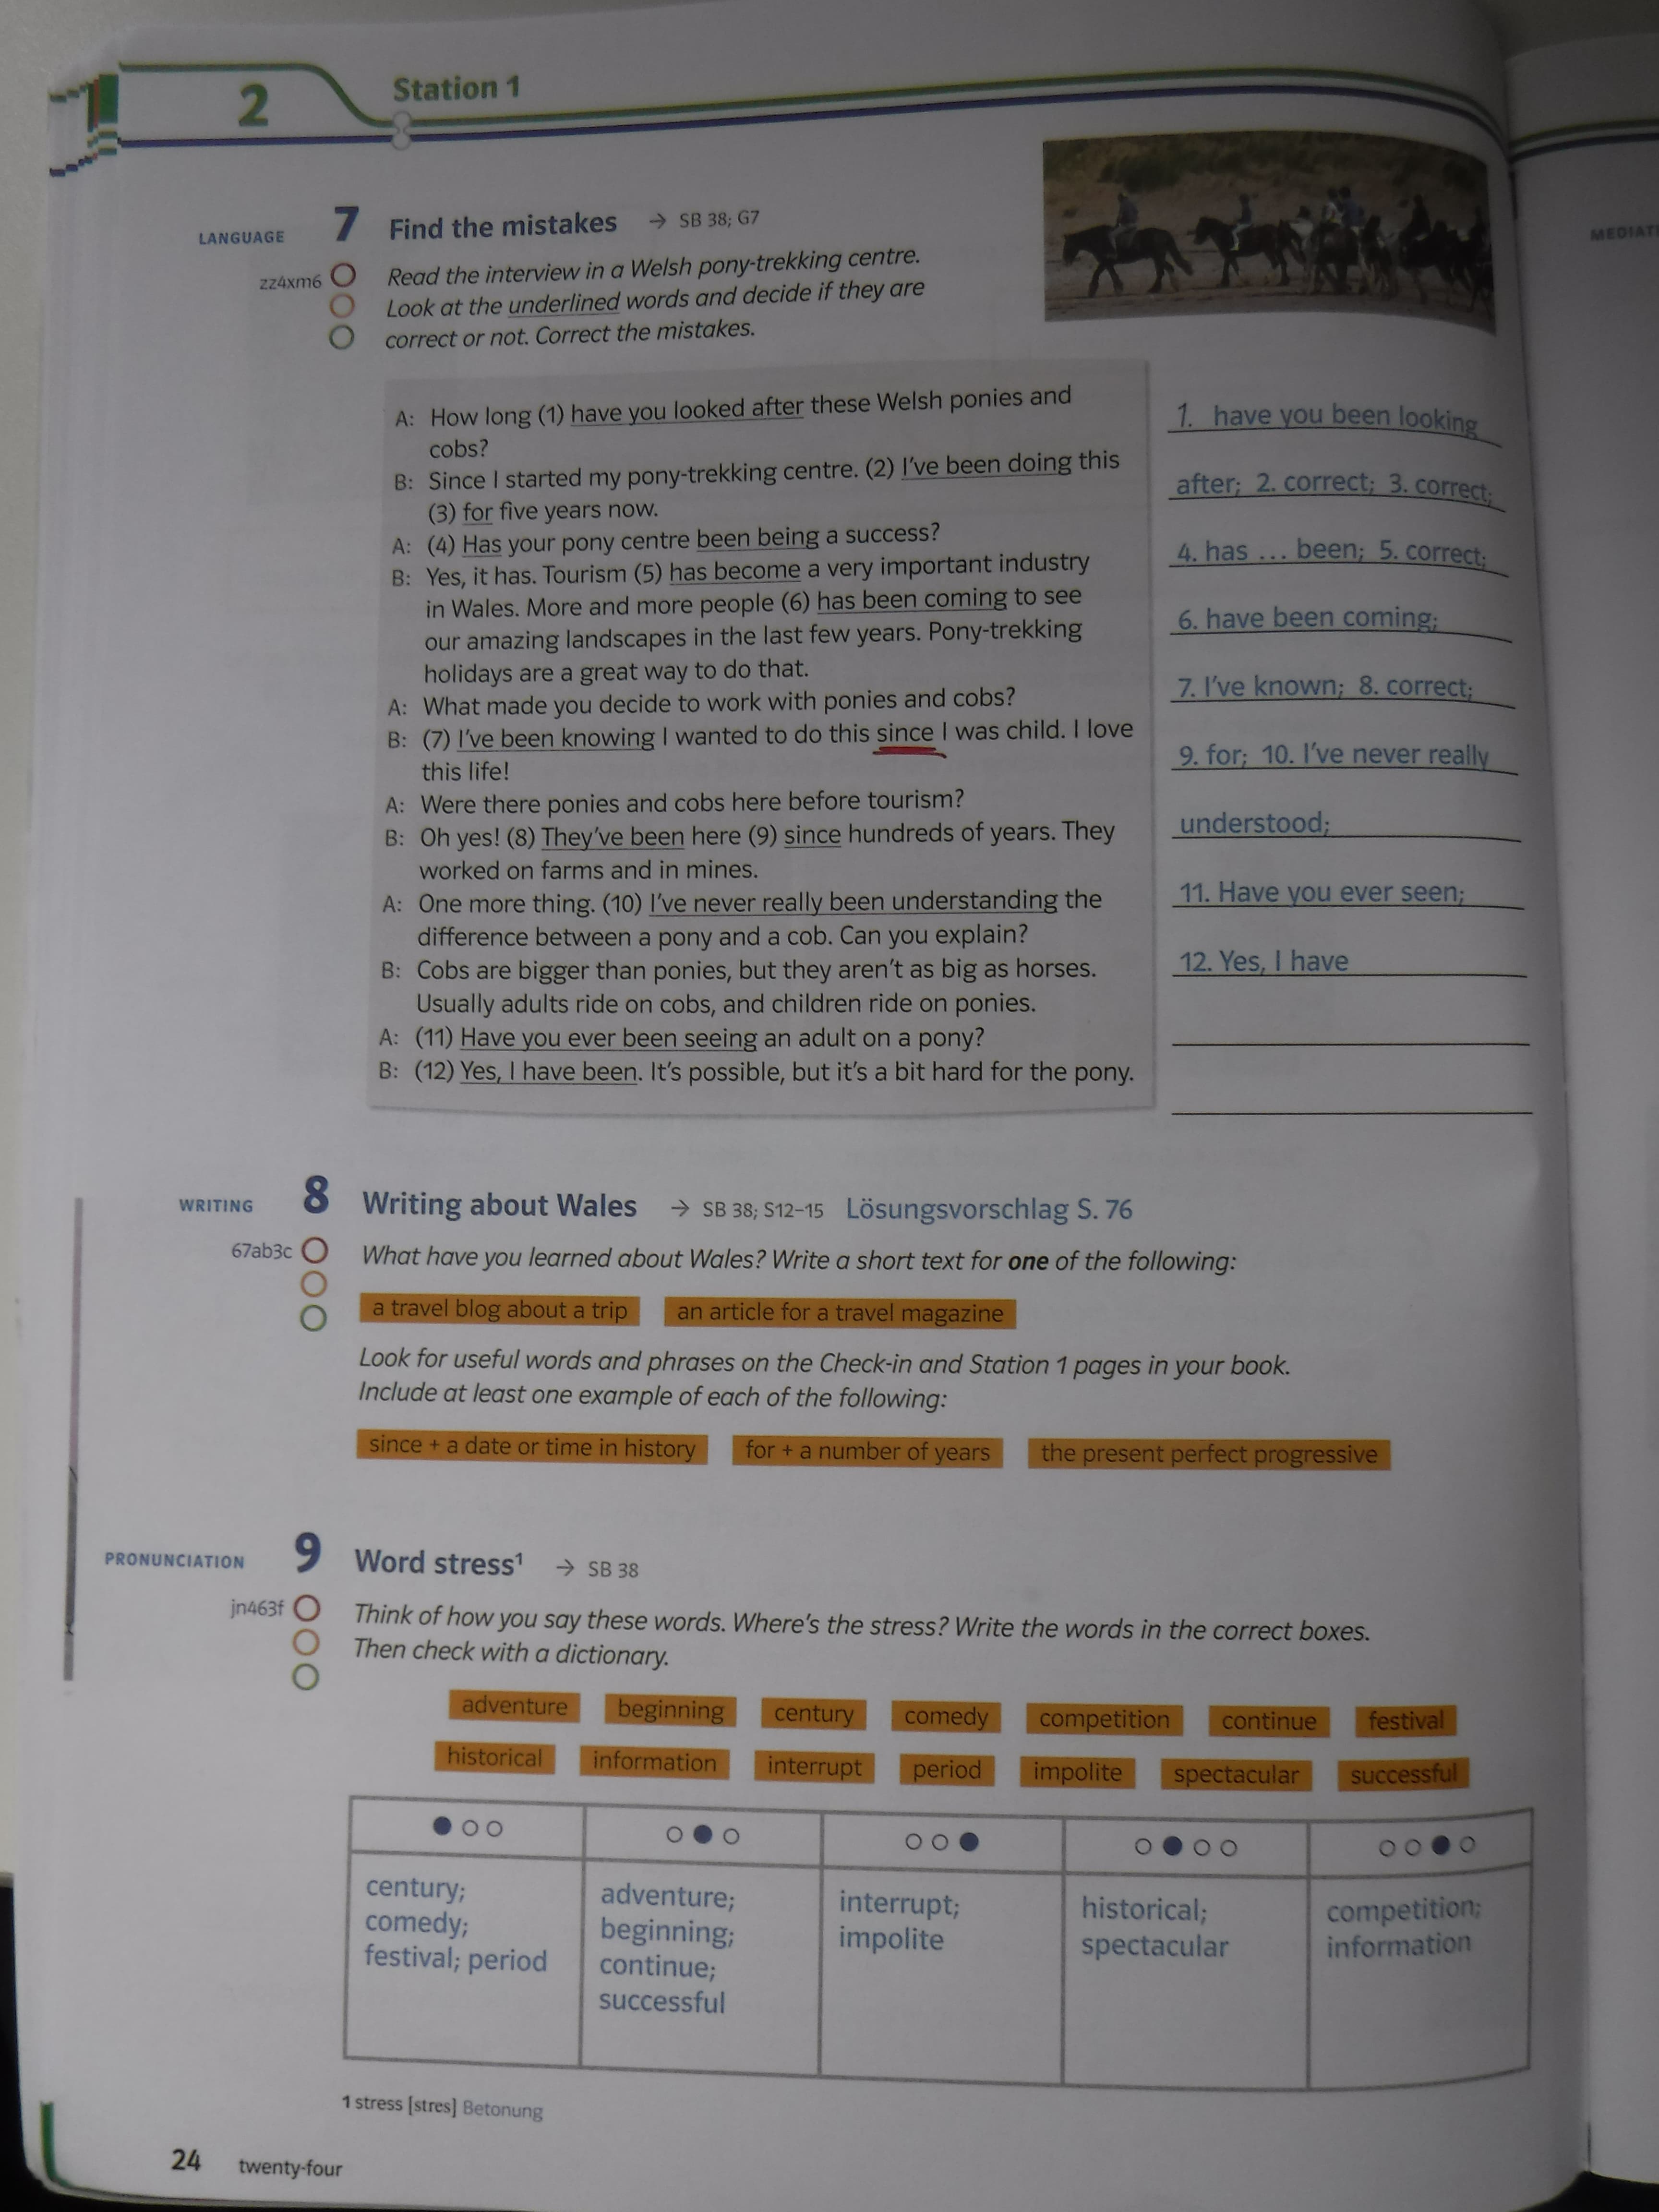 2
Station 1
LANGUAGE
7 Find the mistakes → SB 38; G7
zz4xm6
Read the interview in a Welsh pony-trekking centre.
Look at the underlined words and decide if they are
correct or not. Correct the mistakes.
A: How long (1) have you looked after these Welsh ponies and
cobs?
B: Since I started my pony-trekking centre. (2) I've been doing this
(3) for five years now.
A: (4) Has your pony centre been being a success?
B: Yes, it has. Tourism (5) has become a very important industry
in Wales. More and more people (6) has been coming to see
our amazing landscapes in the last few years. Pony-trekking
holidays are a great way to do that.
A: What made you decide to work with ponies and cobs?
B: (7) I've been knowing I wanted to do this since I was child. I love
this life!
A: Were there ponies and cobs here before tourism?
B: Oh yes! (8) They've been here (9) since hundreds of years. They
worked on farms and in mines.
A: One more thing. (10) I've never really been understanding the
difference between a pony and a cob. Can you explain?
B: Cobs are bigger than ponies, but they aren't as big as horses.
Usually adults ride on cobs, and children ride on ponies.
A: (11) Have you ever been seeing an adult on a pony?
B: (12) Yes, I have been. It's possible, but it's a bit hard for the pony.
1. have you been looking
after; 2. correct; 3. correct;
4. has ... been; 5. correct;
6. have been coming;
7. I've known; 8. correct;
9. for; 10. I've never really
understood;
11. Have you ever seen;
12. Yes, I have
WRITING
8 Writing about Wales → SB 38; S12–15 Lösungsvorschlag S. 76
67ab3c
What have you learned about Wales? Write a short text for one of the following:
a travel blog about a trip
an article for a travel magazine
Look for useful words and phrases on the Check-in and Station 1 pages in your book.
Include at least one example of each of the following:
since + a date or time in history
for + a number of years
the present perfect progressive
PRONUNCIATION
9 Word stress¹ → SB 38
jn463f
Think of how you say these words. Where's the stress? Write the words in the correct boxes.
Then check with a dictionary.
adventure beginning century comedy competition continue festival
historical information interrupt period impolite spectacular successful
century;
comedy;
festival; period
adventure;
beginning;
continue;
successful
interrupt;
impolite
historical;
spectacular
competition;
information
1 stress [stres] Betonung
24 twenty-four